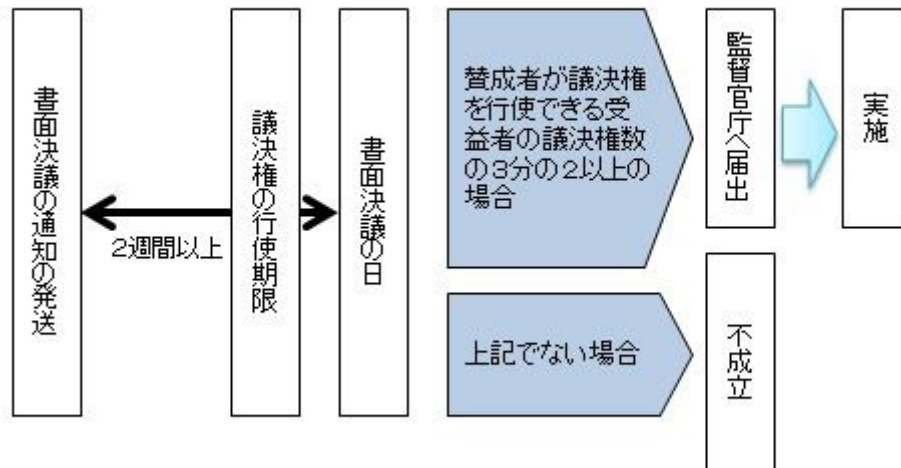 書面決議の通知の発送
2週間以上
議決権の行使期限
書面決議の日
賛成者が議決権
を行使できる受
益者の議決権数
の3分の2以上の
場合
監督官庁へ届出
実施
上記でない場合
不成立